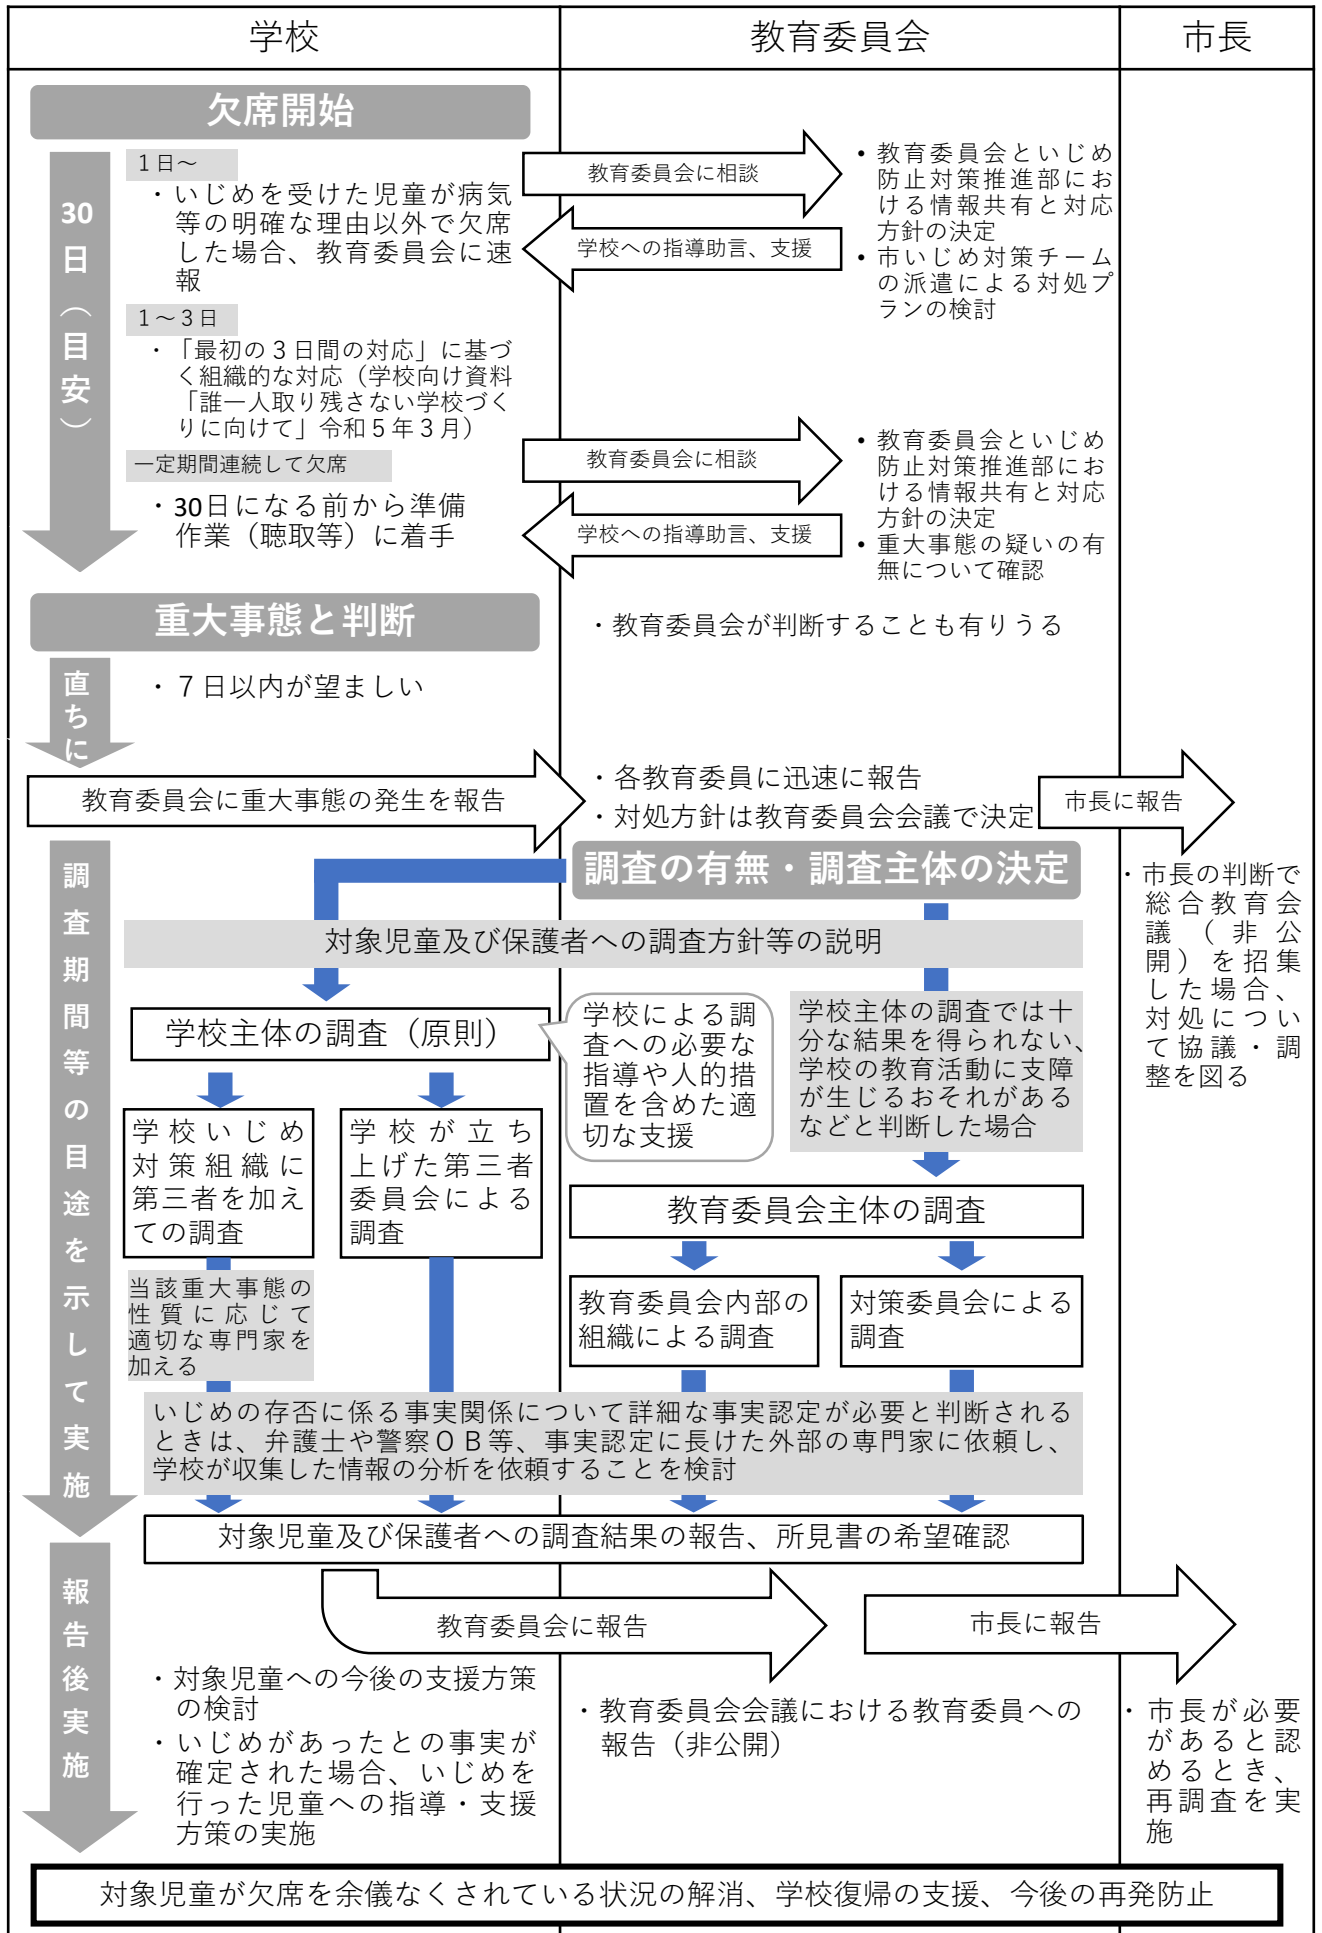 学校
教育委員会
市長
欠席開始
30日（目安）
１日～
・いじめを受けた児童が病気
等の明確な理由以外で欠席
した場合、教育委員会に速
報
教育委員会に相談
学校への指導助言、支援
• 教育委員会といじめ
防止対策推進部にお
ける情報共有と対応
方針の決定
• 市いじめ対策チーム
の派遣による対処プ
ランの検討
１～３日
・「最初の３日間の対応」に基づ
く組織的な対応（学校向け資料
「誰一人取り残さない学校づく
りに向けて」令和５年３月）
一定期間連続して欠席
・30日になる前から準備
作業（聴取等）に着手
教育委員会に相談
学校への指導助言、支援
• 教育委員会といじめ
防止対策推進部にお
ける情報共有と対応
方針の決定
• 重大事態の疑いの有
無について確認
重大事態と判断
・教育委員会が判断することも有りうる
直ちに
・７日以内が望ましい
教育委員会に重大事態の発生を報告
・各教育委員に迅速に報告
・対処方針は教育委員会会議で決定
市長に報告
調査期間等の目途を示して実施
調査の有無・調査主体の決定
・市長の判断で
総合教育会
議（非公
開）を招集
した場合、
対処につい
て協議・調
整を図る
対象児童及び保護者への調査方針等の説明
学校主体の調査（原則）
学校による調
査への必要な
指導や人的措
置を含めた適
切な支援
学校主体の調査では十
分な結果を得られない、
学校の教育活動に支障
が生じるおそれがある
などと判断した場合
学校いじめ
対策組織に
第三者を加え
ての調査
学校が立ち
上げた第三者
委員会による
調査
教育委員会主体の調査
当該重大事態の
性質に応じて
適切な専門家を
加える
教育委員会内部の
組織による調査
対策委員会による
調査
いじめの存否に係る事実関係について詳細な事実認定が必要と判断される
ときは、弁護士や警察ＯＢ等、事実認定に長けた外部の専門家に依頼し、
学校が収集した情報の分析を依頼することを検討
対象児童及び保護者への調査結果の報告、所見書の希望確認
報告後実施
教育委員会に報告
市長に報告
・対象児童への今後の支援方策
の検討
・いじめがあったとの事実が
確定された場合、いじめを
行った児童への指導・支援
方策の実施
・教育委員会会議における教育委員への
報告（非公開）
・市長が必要
があると認
めるとき、
再調査を実
施
対象児童が欠席を余儀なくされている状況の解消、学校復帰の支援、今後の再発防止